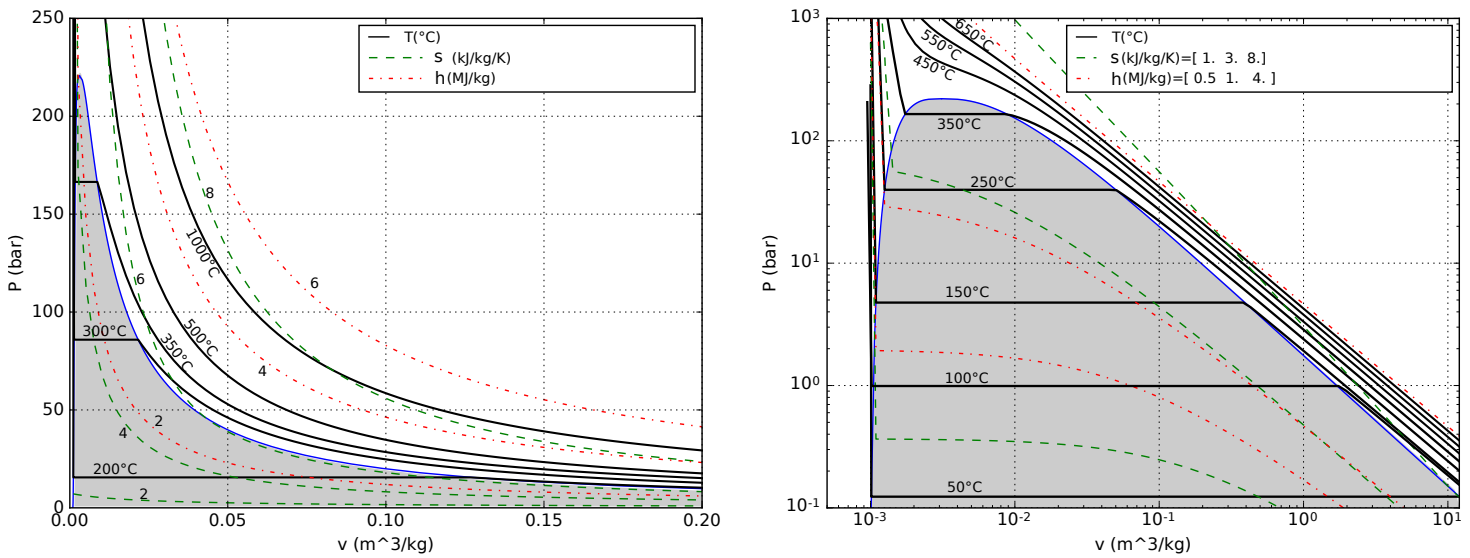 250
200
150
100
50
0
P (bar)
T(°C)
s (kJ/kg/K)
h(MJ/kg)
8
1000°C
6
6
300°C
500°C
350°C
4
2
4
200°C
2
0.00
0.05
0.10
0.15
0.20
v (m^3/kg)
10^3
10^2
10^1
10^0
10^-1
P (bar)
650°C
550°C
450°C
T(°C)
s(kJ/kg/K)=[ 1. 3. 8.]
h(MJ/kg)=[ 0.5 1. 4. ]
350°C
250°C
150°C
100°C
50°C
10^-3
10^-2
10^-1
10^0
10^1
v (m^3/kg)